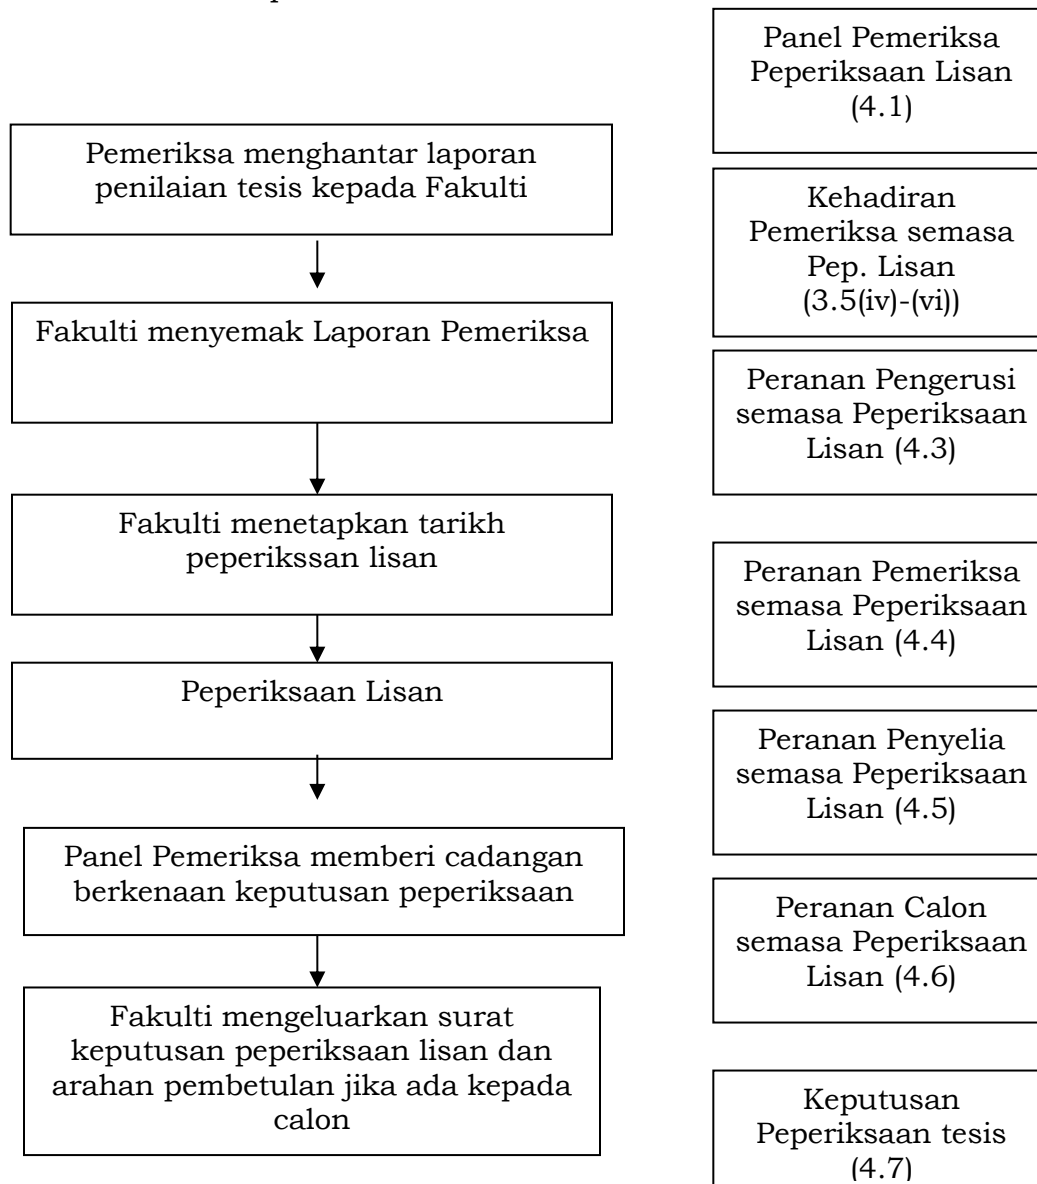 Pemeriksa menghantar laporan
penilaian tesis kepada Fakulti
Fakulti menyemak Laporan Pemeriksa
Fakulti menetapkan tarikh
peperikssan lisan
Peperiksaan Lisan
Panel Pemeriksa memberi cadangan
berkenaan keputusan peperiksaan
Fakulti mengeluarkan surat
keputusan peperiksaan lisan dan
arahan pembetulan jika ada kepada
calon
Panel Pemeriksa
Peperiksaan Lisan
(4.1)
Kehadiran
Pemeriksa semasa
Pep. Lisan
(3.5(iv)-(vi))
Peranan Pengerusi
semasa Peperiksaan
Lisan (4.3)
Peranan Pemeriksa
semasa Peperiksaan
Lisan (4.4)
Peranan Penyelia
semasa Peperiksaan
Lisan (4.5)
Peranan Calon
semasa Peperiksaan
Lisan (4.6)
Keputusan
Peperiksaan tesis
(4.7)